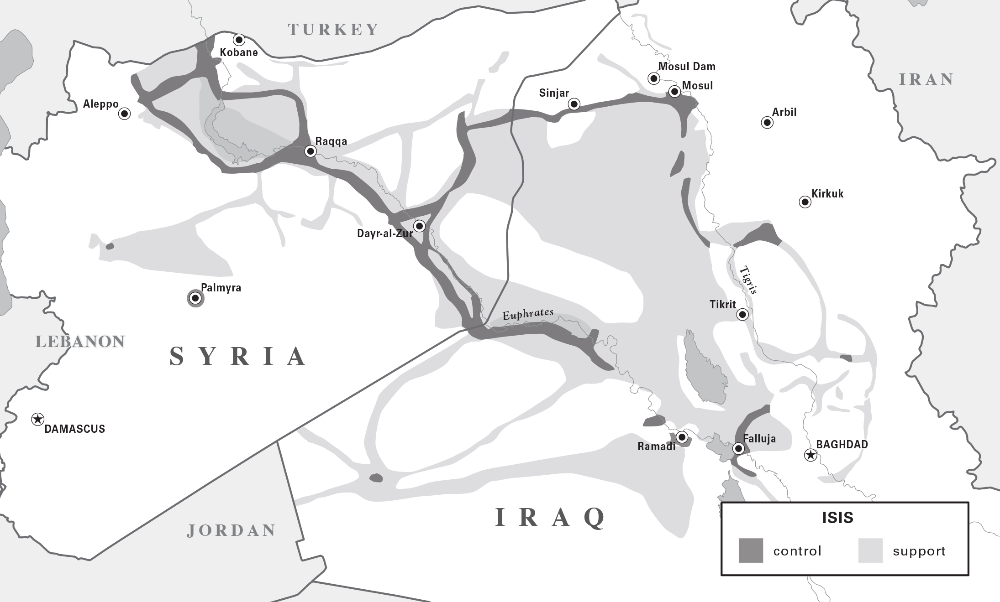 TURKEY
Kobane
Mosul Dam
IRAN
Mosul
Sinjar
Aleppo
Arbil
Raqqa
Kirkuk
Dayr-al-Zur
Tigris
Palmyra
Tikrit
Euphrates
LEBANON
SYRIA
DAMASCUS
Falluja
Ramadi
BAGHDAD
IRAQ
JORDAN
ISIS
control
support